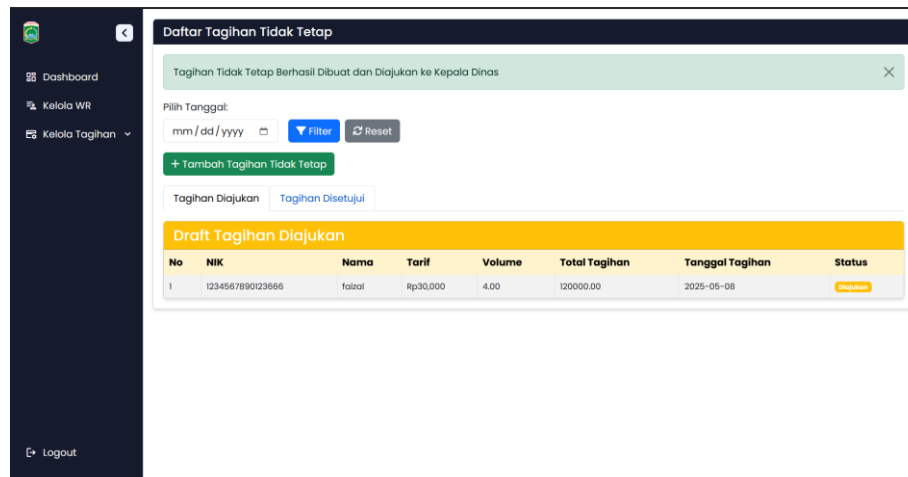 Daftar Tagihan Tidak Tetap
Dashboard
Kelola WR
Kelola Tagihan
Logout
Tagihan Tidak Tetap Berhasil Dibuat dan Diajukan ke Kepala Dinas
Pilih Tanggal:
mm/dd/yyyy Filter Reset
+ Tambah Tagihan Tidak Tetap
Tagihan Diajukan Tagihan Disetujui
Draft Tagihan Diajukan
No NIK Nama Tarif Volume Total Tagihan Tanggal Tagihan Status
1 1234567890123666 faizal Rp30,000 4.00 120000.00 2025-05-08 Diajukan